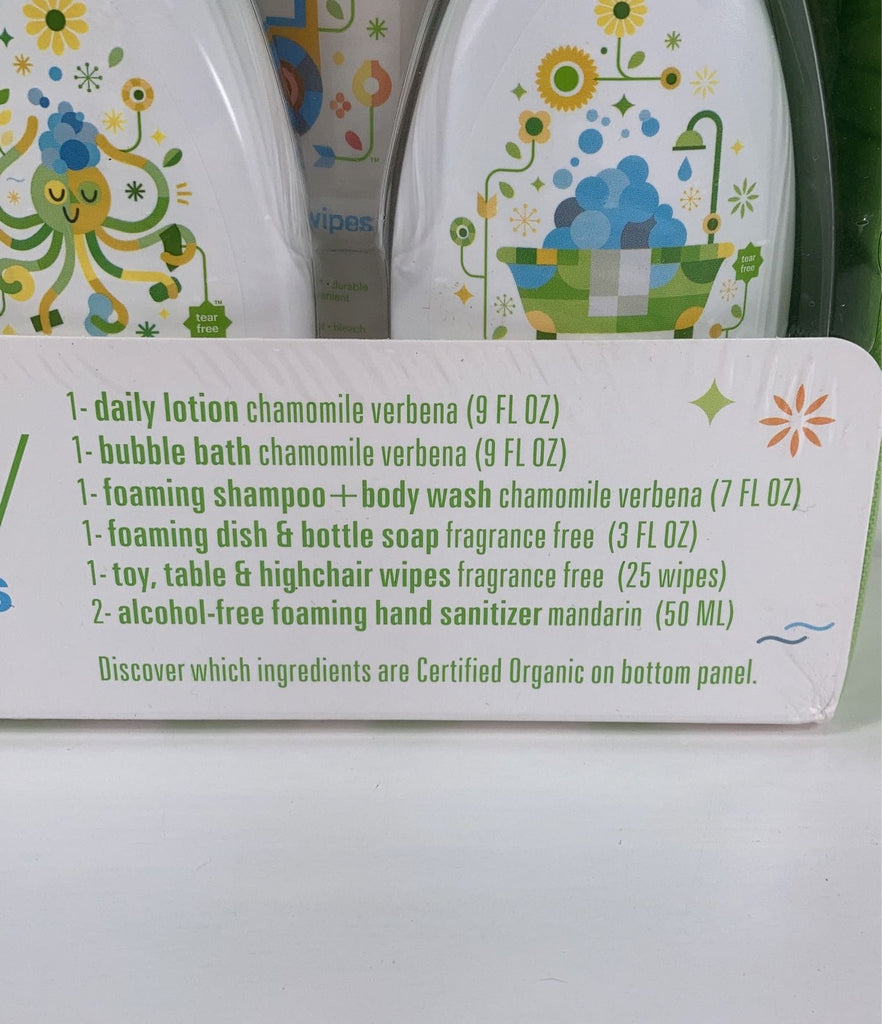 wipes
durable
tear
free
tear
free
• bleach
1- daily lotion chamomile verbena (9 FL OZ)
1- bubble bath chamomile verbena (9 FL OZ)
1- foaming shampoo+body wash chamomile verbena (7 FL OZ)
1- foaming dish & bottle soap fragrance free (3 FL OZ)
1- toy, table & highchair wipes fragrance free (25 wipes)
2- alcohol-free foaming hand sanitizer mandarin (50 ML)
Discover which ingredients are Certified Organic on bottom panel.